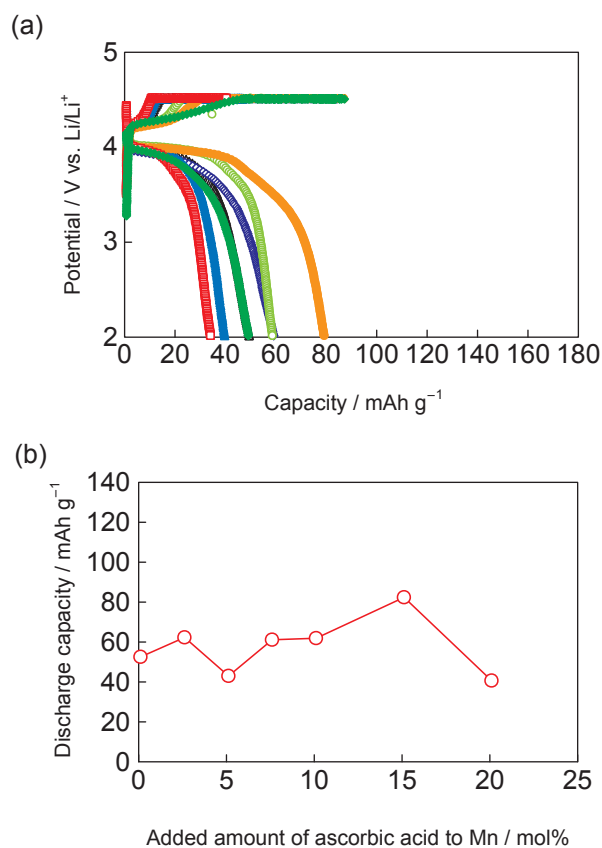 (a)
5
4
3
2
0 20 40 60 80 100 120 140 160 180
Potential / V vs. Li/Li⁺
Capacity / mAh g⁻¹
(b)
140
120
100
80
60
40
20
0
0 5 10 15 20 25
Discharge capacity / mAh g⁻¹
Added amount of ascorbic acid to Mn / mol%